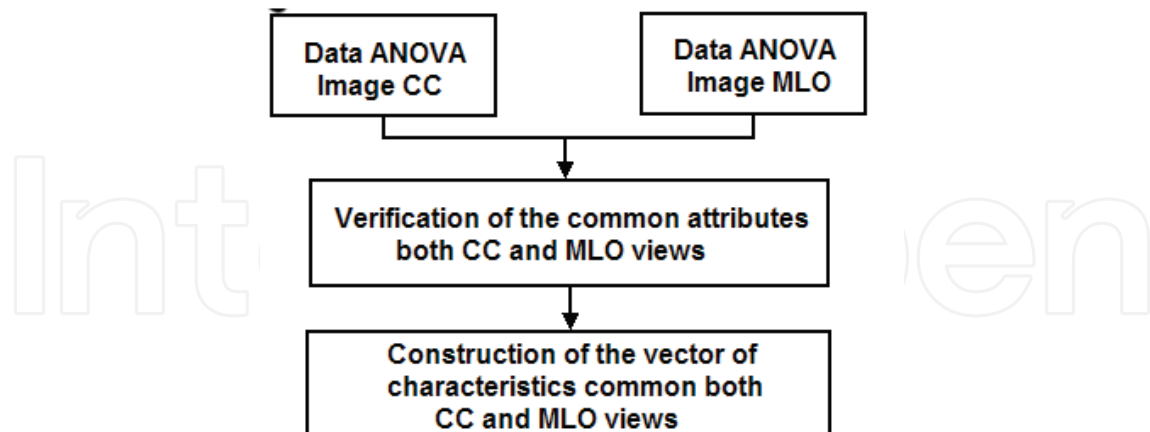 Data ANOVA
Image CC
Data ANOVA
Image MLO
Verification of the common attributes
both CC and MLO views
Construction of the vector of
characteristics common both
CC and MLO views